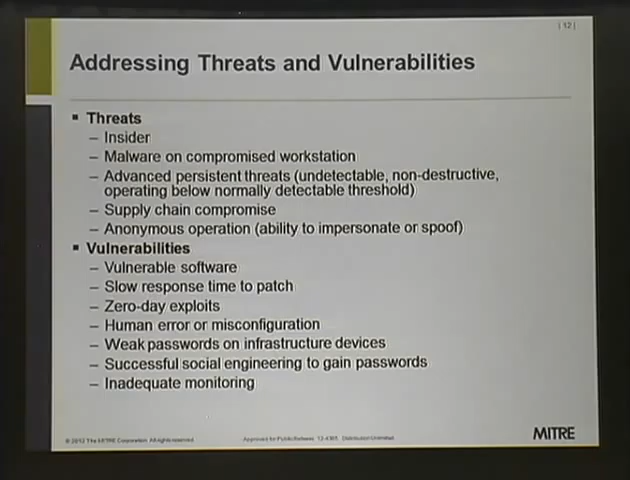 | 12 |
Addressing Threats and Vulnerabilities
▪ Threats
– Insider
– Malware on compromised workstation
– Advanced persistent threats (undetectable, non-destructive,
operating below normally detectable threshold)
– Supply chain compromise
– Anonymous operation (ability to impersonate or spoof)
▪ Vulnerabilities
– Vulnerable software
– Slow response time to patch
– Zero-day exploits
– Human error or misconfiguration
– Weak passwords on infrastructure devices
– Successful social engineering to gain passwords
– Inadequate monitoring
© 2012 The MITRE Corporation. All rights reserved.
Approved for Public Release: Distribution Unlimited.
MITRE